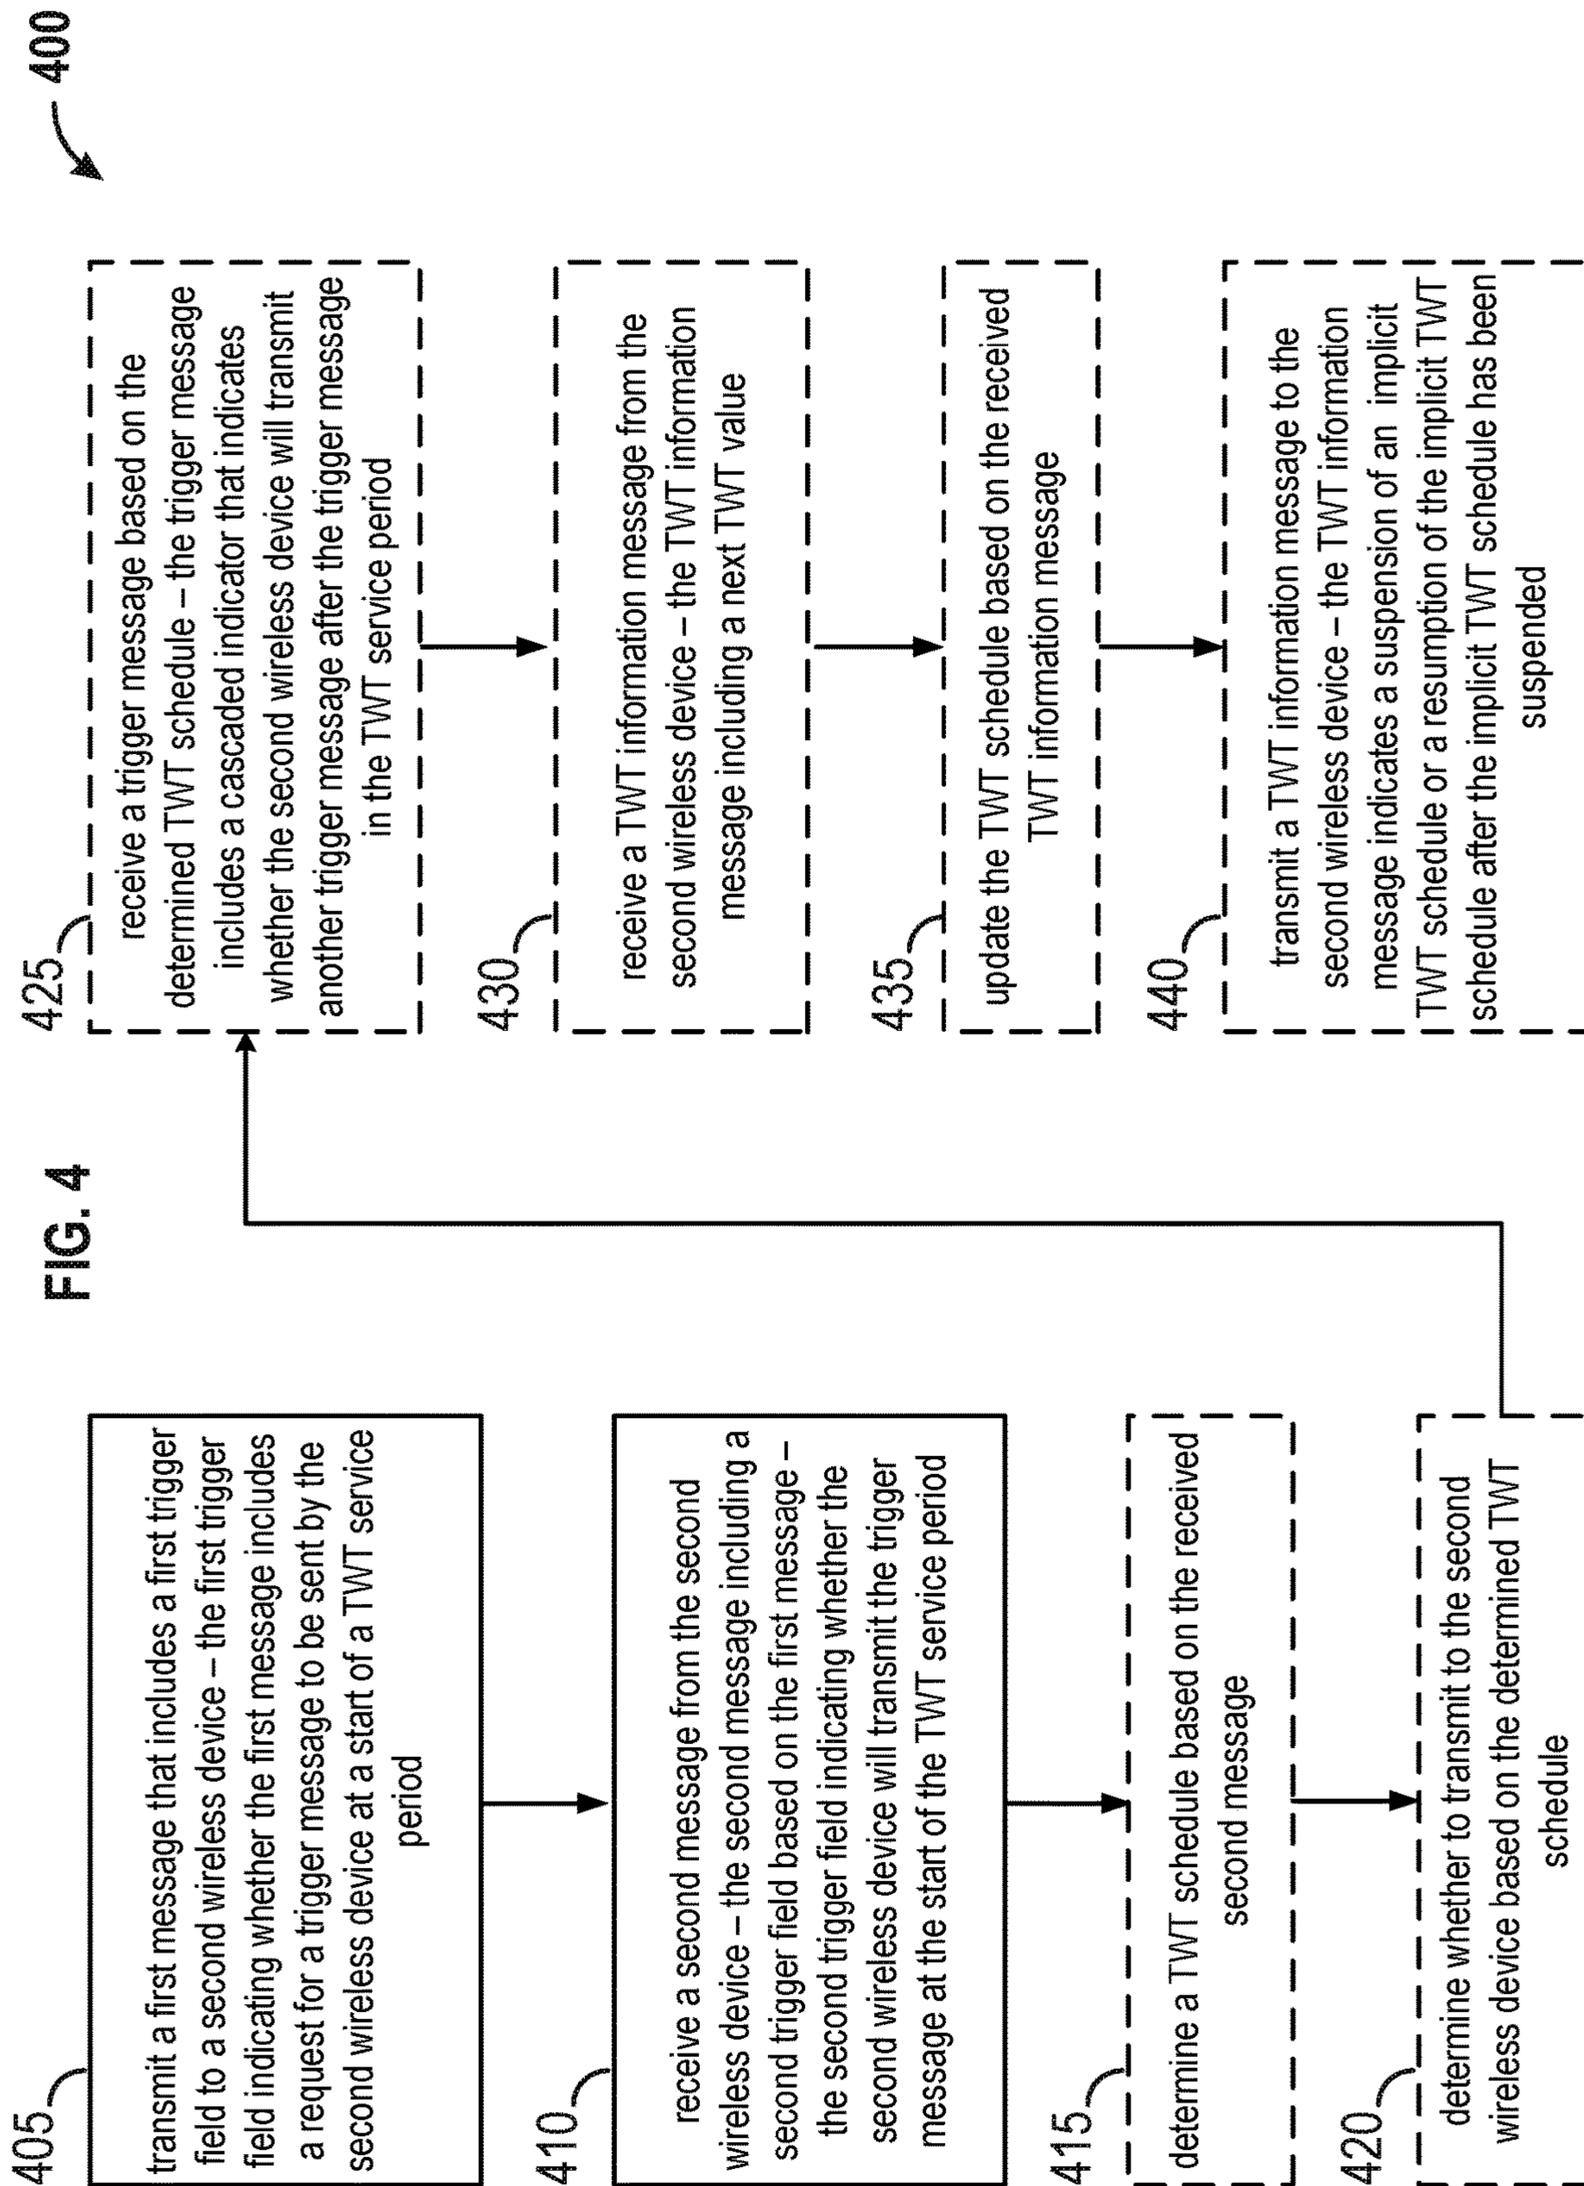 FIG. 4
400
405
transmit a first message that includes a first trigger
field to a second wireless device – the first trigger
field indicating whether the first message includes
a request for a trigger message to be sent by the
second wireless device at a start of a TWT service
period
410
receive a second message from the second
wireless device – the second message including a
second trigger field based on the first message –
the second trigger field indicating whether the
second wireless device will transmit the trigger
message at the start of the TWT service period
415
determine a TWT schedule based on the received
second message
420
determine whether to transmit to the second
wireless device based on the determined TWT
schedule
425
receive a trigger message based on the
determined TWT schedule – the trigger message
includes a cascaded indicator that indicates
whether the second wireless device will transmit
another trigger message after the trigger message
in the TWT service period
430
receive a TWT information message from the
second wireless device – the TWT information
message including a next TWT value
435
update the TWT schedule based on the received
TWT information message
440
transmit a TWT information message to the
second wireless device – the TWT information
message indicates a suspension of an implicit
TWT schedule or a resumption of the implicit TWT
schedule after the implicit TWT schedule has been
suspended